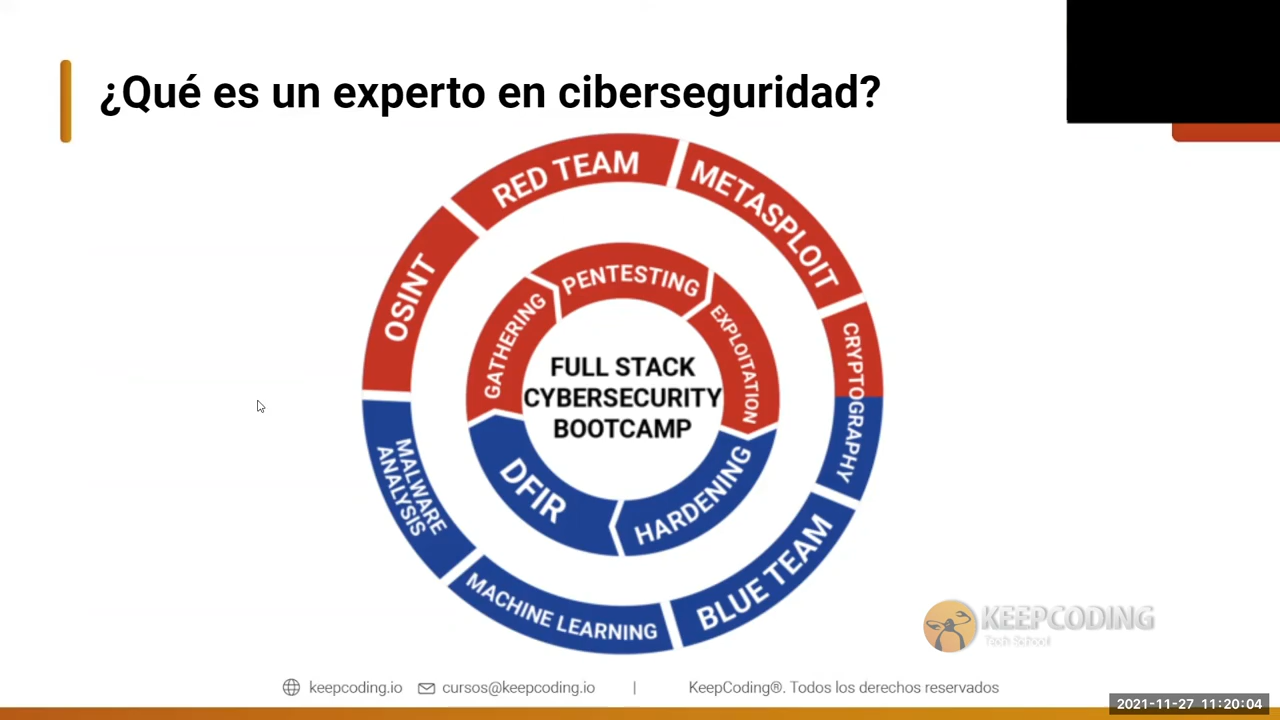 ¿Qué es un experto en ciberseguridad?
RED TEAM
METASPLOIT
OSINT
CRYPTOGRAPHY
PENTESTING
GATHERING
EXPLOITATION
FULL STACK
CYBERSECURITY
BOOTCAMP
DFIR
HARDENING
MALWARE
ANALYSIS
MACHINE LEARNING
BLUE TEAM
KEEPCODING
Tech School
keepcoding.io cursos@keepcoding.io | KeepCoding®. Todos los derechos reservados
2021-11-27 11:20:04